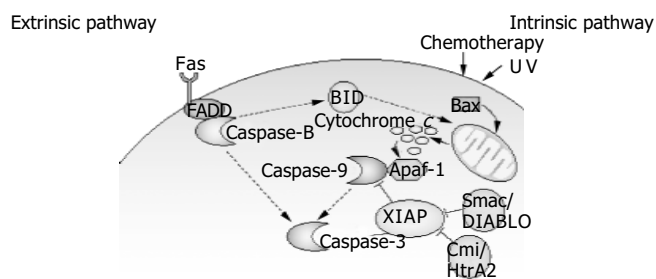 Extrinsic pathway
Intrinsic pathway
Chemotherapy
UV
Fas
FADD
BID
Bax
Caspase-B
Cytochrome c
Caspase-9
Apaf-1
XIAP
Smac/
DIABLO
Caspase-3
Cmi/
HtrA2